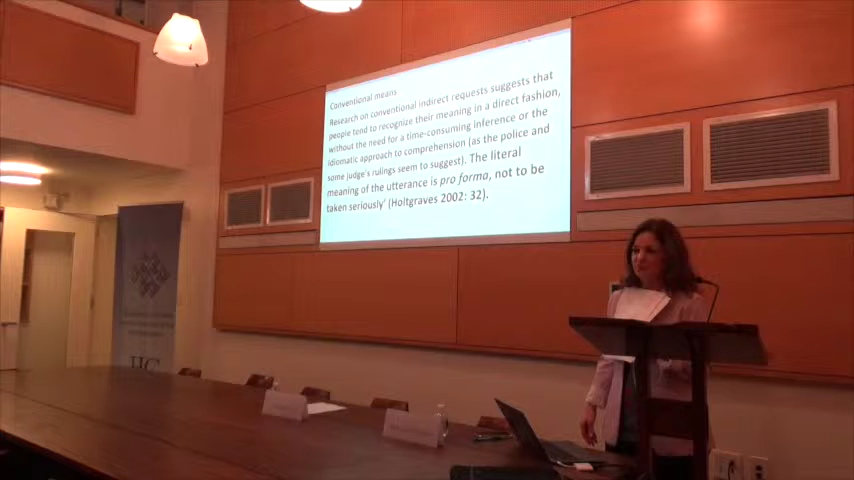 Conventional means
Research on conventional indirect requests suggests that
people tend to recognize their meaning in a direct fashion,
without the need for a time-consuming inference or the
idiomatic approach to comprehension (as the police and
some judge's rulings seem to suggest). The literal
meaning of the utterance is pro forma, not to be
taken seriously' (Holtgraves 2002: 32).
HC